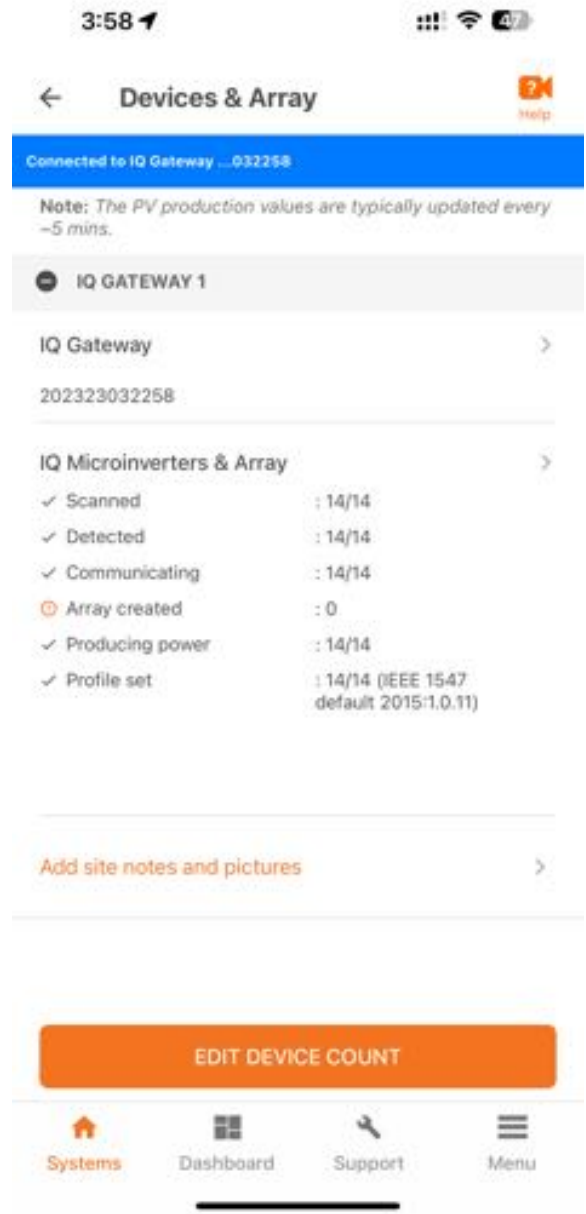 3:58
47
Devices & Array
Help
Connected to IQ Gateway ...032258
Note: The PV production values are typically updated every
~5 mins.
IQ GATEWAY 1
IQ Gateway
202323032258
IQ Microinverters & Array
Scanned : 14/14
Detected : 14/14
Communicating : 14/14
Array created : 0
Producing power : 14/14
Profile set : 14/14 (IEEE 1547
default 2015:1.0.11)
Add site notes and pictures
EDIT DEVICE COUNT
Systems Dashboard Support Menu